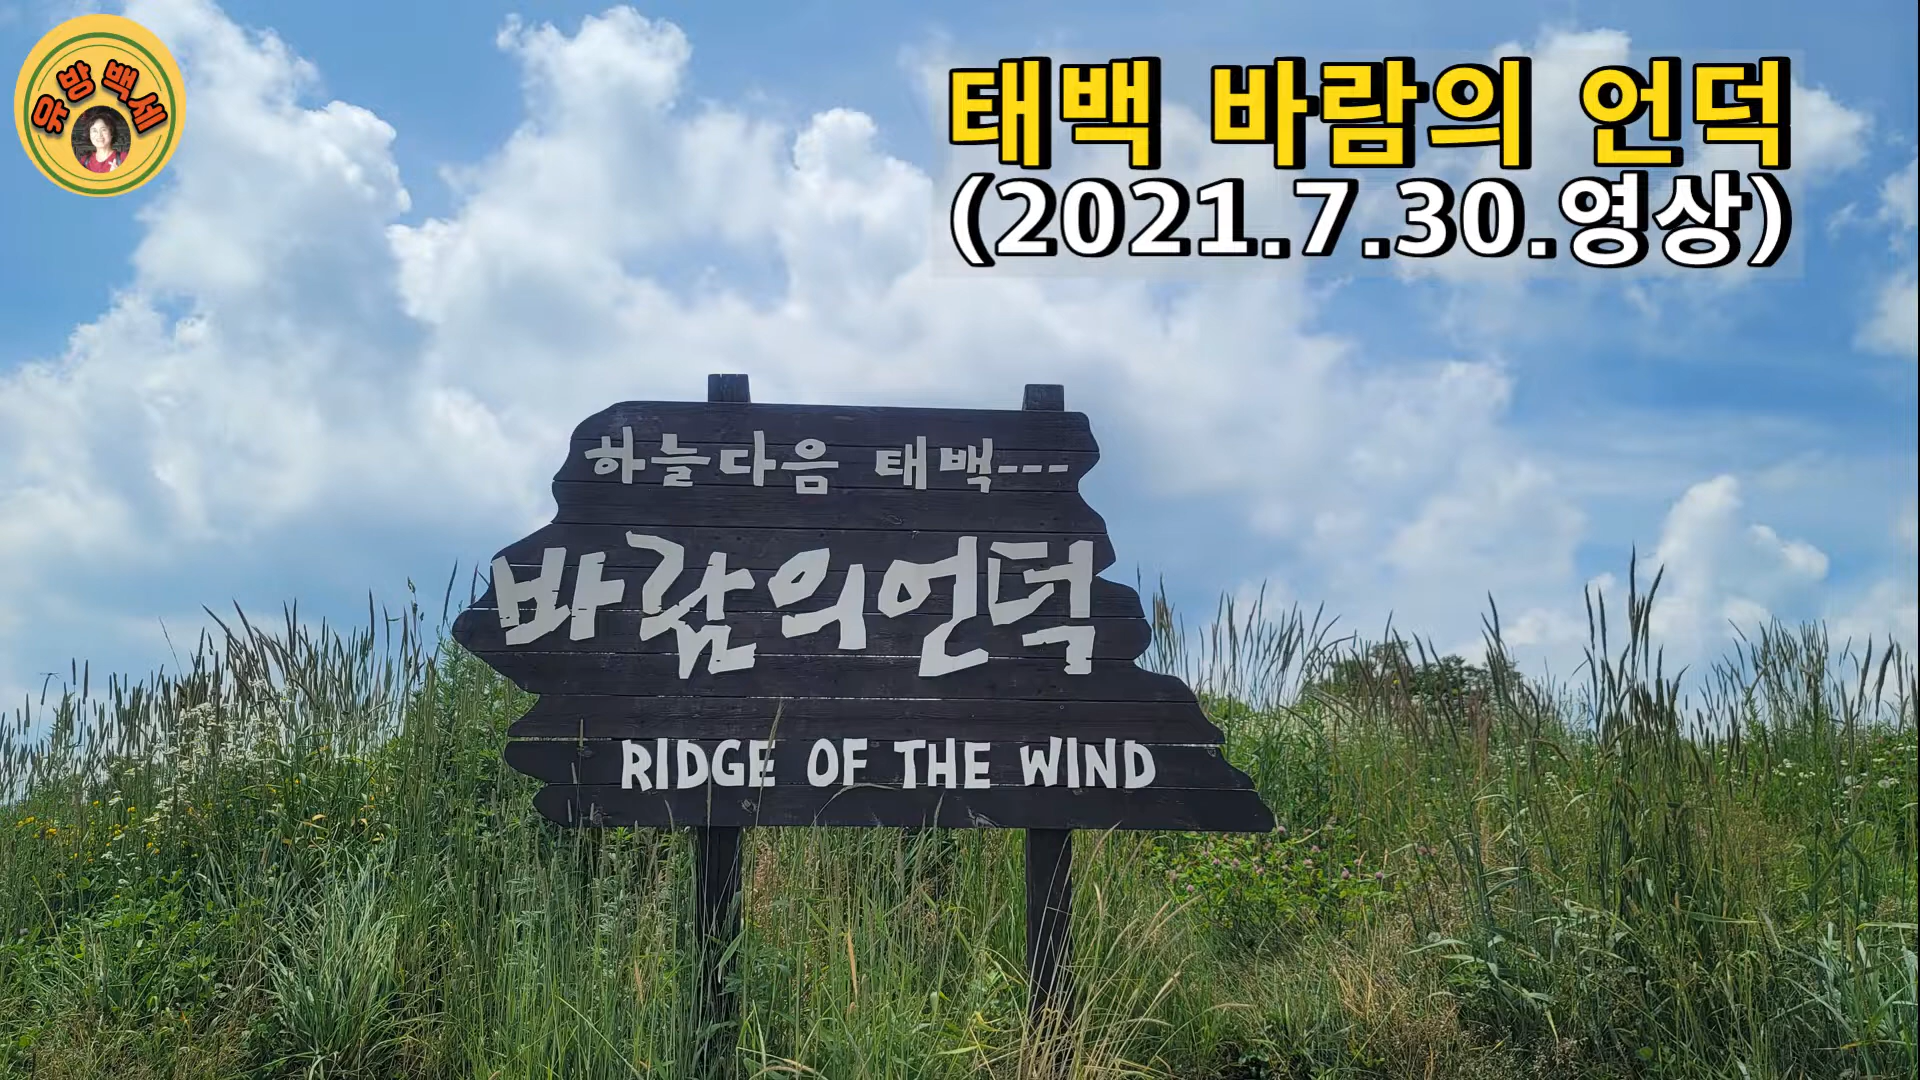 유방백세
태백 바람의 언덕
(2021.7.30.영상)
하늘다음 태백---
바람의언덕
RIDGE OF THE WIND